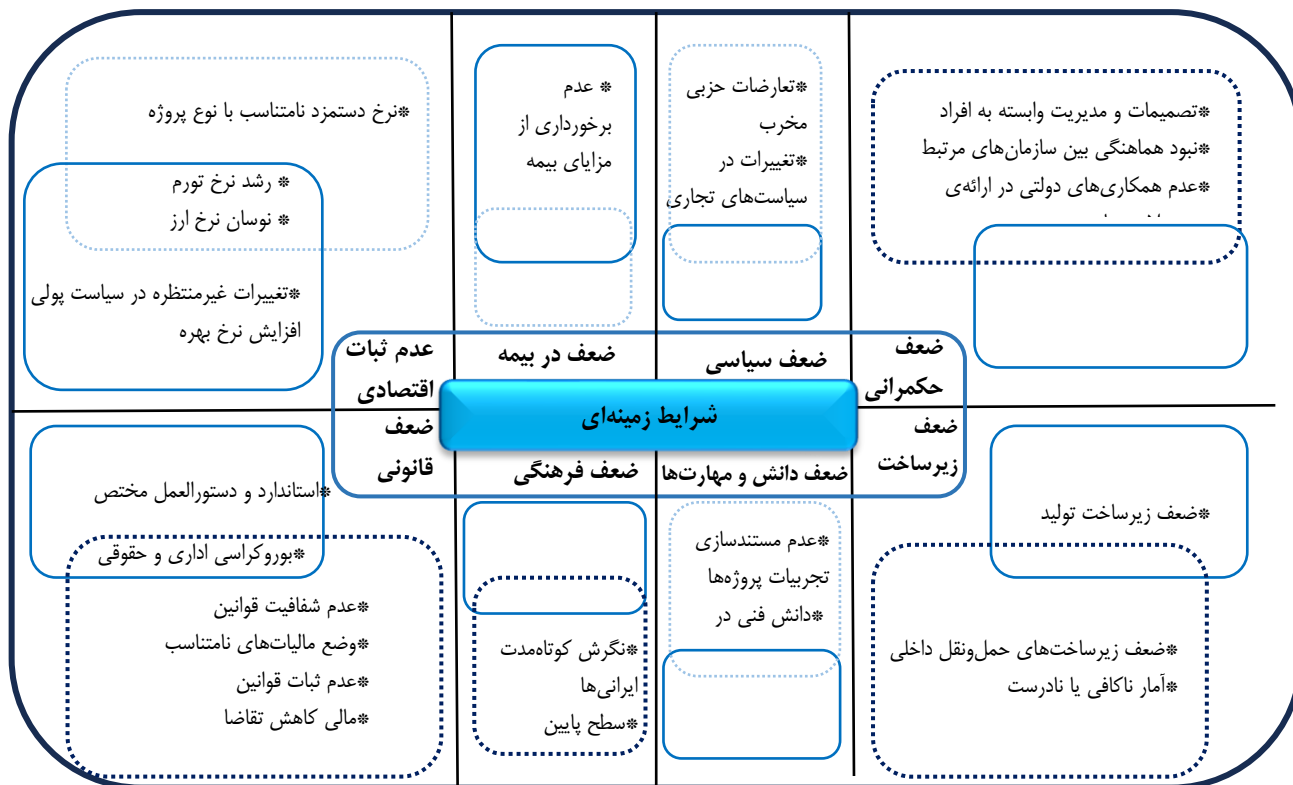 *تصمیمات و مدیریت وابسته به افراد
*نبود هماهنگی بین سازمان‌های مرتبط
*عدم همکاری‌های دولتی در ارائه‌ی
*تعارضات حزبی
مخرب
*تغییرات در
سیاست‌های تجاری
* عدم
برخورداری از
مزایای بیمه
*نرخ دستمزد نامتناسب با نوع پروژه
* رشد نرخ تورم
* نوسان نرخ ارز
*تغییرات غیرمنتظره در سیاست پولی
افزایش نرخ بهره
ضعف
حکمرانی
ضعف سیاسی
ضعف در بیمه
عدم ثبات
اقتصادی
شرایط زمینه‌ای
ضعف
زیرساخت
ضعف دانش و مهارت‌ها
ضعف فرهنگی
ضعف
قانونی
*ضعف زیرساخت تولید
*ضعف زیرساخت‌های حمل‌ونقل داخلی
*آمار ناکافی یا نادرست
*عدم مستندسازی
تجربیات پروژه‌ها
*دانش فنی در
*نگرش کوتاه‌مدت
ایرانی‌ها
*سطح پایین
*استاندارد و دستورالعمل مختص
*بوروکراسی اداری و حقوقی
*عدم شفافیت قوانین
*وضع مالیات‌های نامتناسب
*عدم ثبات قوانین
*مالی کاهش تقاضا